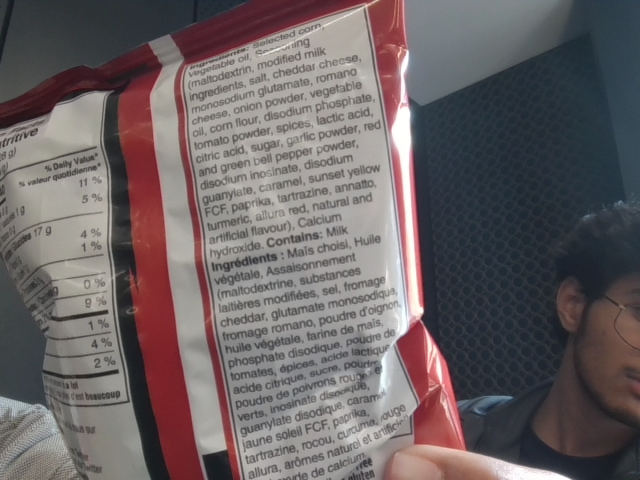 tritive
% Daily Value*
% valeur quotidienne*
11 %
5 %
17 g
4 %
1 %
0 %
9 %
1 %
4 %
2 %
beaucoup
Ingredients: Selected corn,
vegetable oil, Seasoning
(maltodextrin, modified milk
ingredients, salt, cheddar cheese,
monosodium glutamate, romano
cheese, onion powder, vegetable
oil, corn flour, disodium phosphate,
tomato powder, spices, lactic acid,
citric acid, sugar, garlic powder, red
and green bell pepper powder,
disodium inosinate, disodium
guanylate, caramel, sunset yellow
FCF, paprika, tartrazine, annatto,
turmeric, allura red, natural and
artificial flavour), Calcium
hydroxide. Contains: Milk
Ingrédients : Maïs choisi, Huile
végétale, Assaisonnement
(maltodextrine, substances
laitières modifiées, sel, fromage
cheddar, glutamate monosodique,
fromage romano, poudre d'oignon,
huile végétale, farine de maïs,
phosphate disodique, poudre de
tomates, épices, acide lactique,
acide citrique, sucre, poudre
poudre de poivrons rouges et
verts, inosinate disodique,
guanylate disodique, caramel,
jaune soleil FCF, paprika,
tartrazine, rocou, curcuma, rouge
allura, arômes naturel et artificiel
de calcium
free
gluten